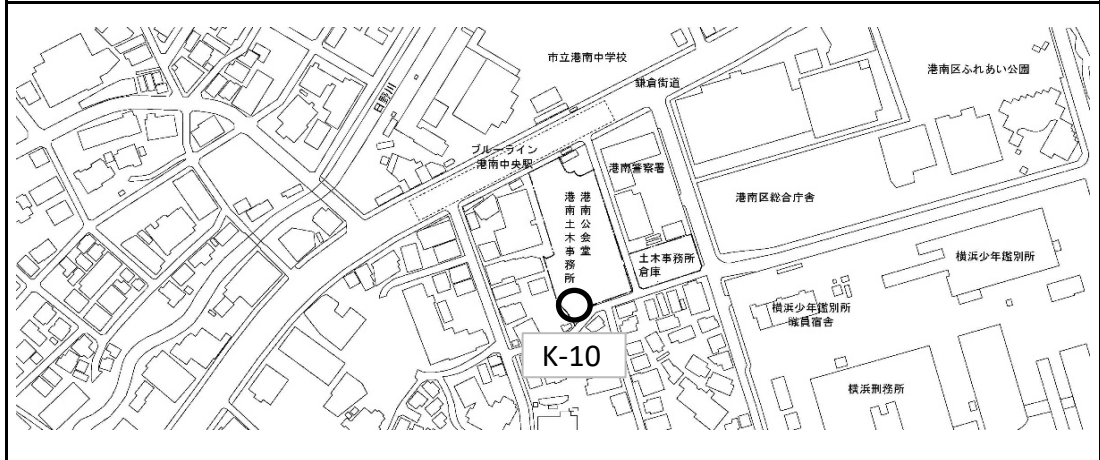 市立港南中学校
鎌倉街道
港南区ふれあい公園
日野川
ブルーライン
港南中央駅
港南警察署
港南公会堂
港南土木事務所
港南区総合庁舎
土木事務所
倉庫
横浜少年鑑別所
横浜少年鑑別所
職員宿舎
K-10
横浜刑務所